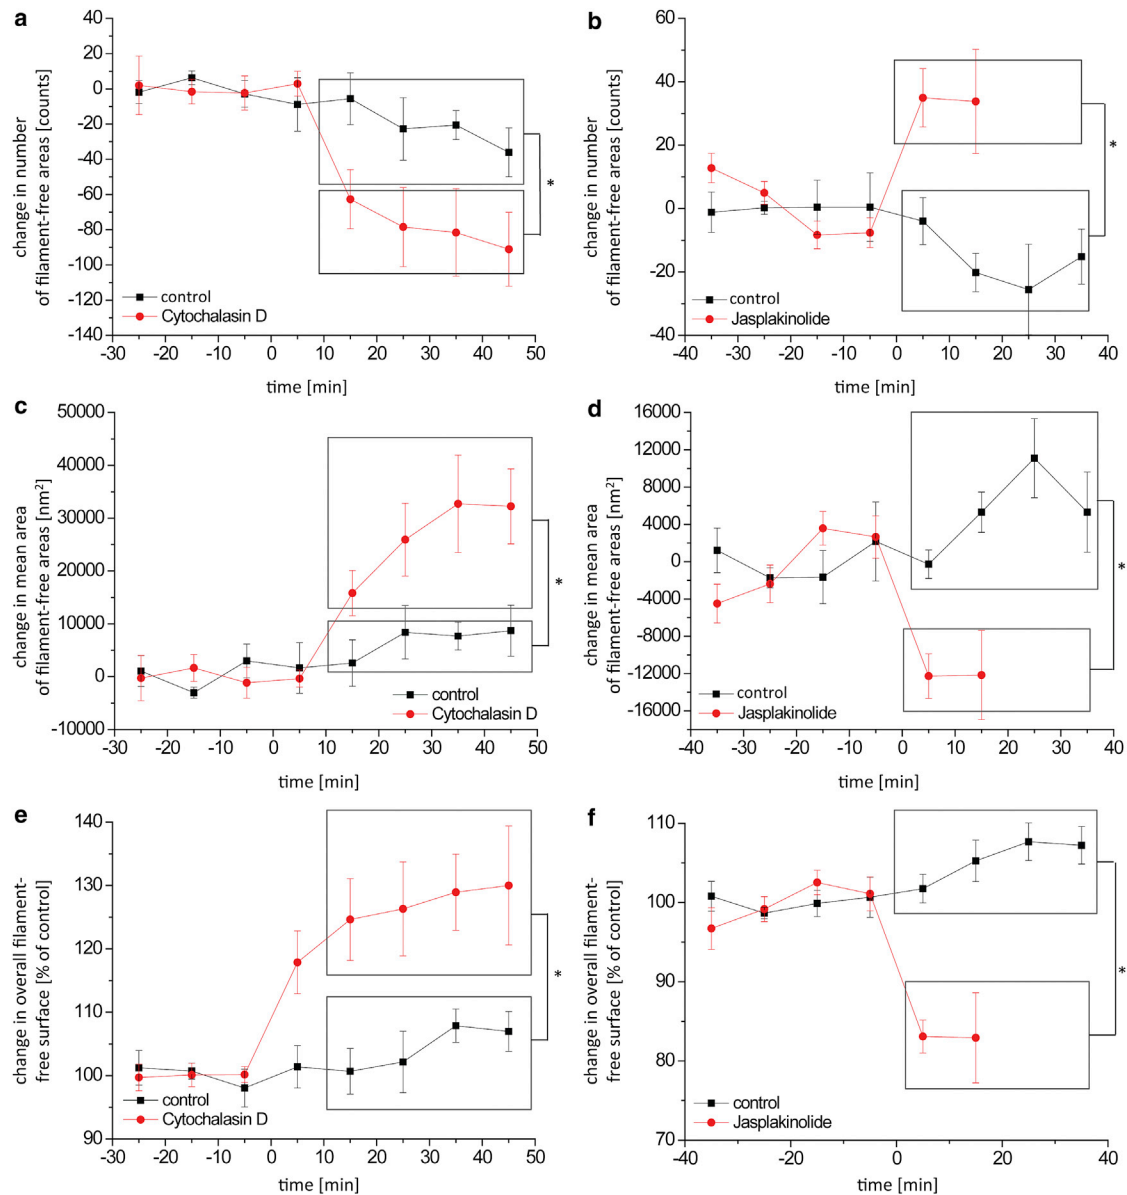 a
change in number
of filament-free areas [counts]
40
20
0
-20
-40
-60
-80
-100
-120
-140
*
control
Cytochalasin D
-30 -20 -10 0 10 20 30 40 50
time [min]
b
change in number
of filament-free areas [counts]
60
40
20
0
-20
-40
*
control
Jasplakinolide
-40 -30 -20 -10 0 10 20 30 40
time [min]
c
change in mean area
of filament-free areas [nm²]
50000
40000
30000
20000
10000
0
-10000
*
control
Cytochalasin D
-30 -20 -10 0 10 20 30 40 50
time [min]
d
change in mean area
of filament-free areas [nm²]
16000
12000
8000
4000
0
-4000
-8000
-12000
-16000
*
control
Jasplakinolide
-40 -30 -20 -10 0 10 20 30 40
time [min]
e
change in overall filament-
free surface [% of control]
140
130
120
110
100
90
*
control
Cytochalasin D
-30 -20 -10 0 10 20 30 40 50
time [min]
f
change in overall filament-
free surface [% of control]
110
100
90
80
70
*
control
Jasplakinolide
-40 -30 -20 -10 0 10 20 30 40
time [min]